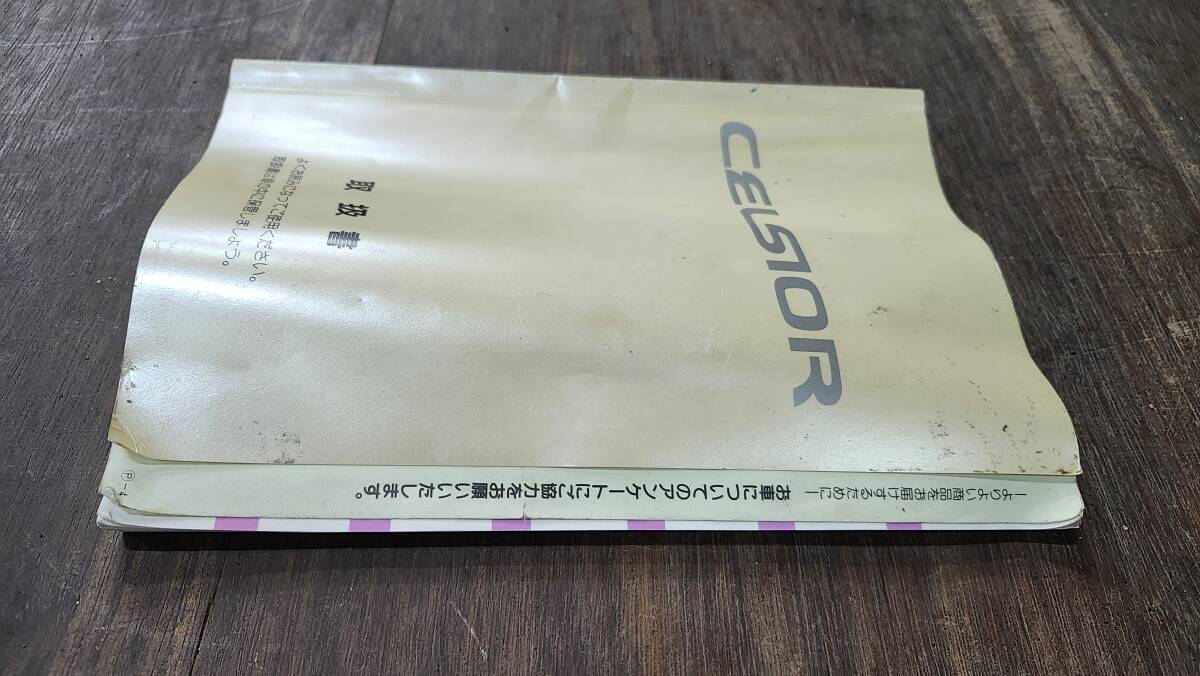 CELSIOR
取扱書
よくお読みになってご使用ください。
取扱書は車の中に保管しましょう。
―よりよい商品をお届けするために―
お車についてのアンケートにご協力をお願いいたします。